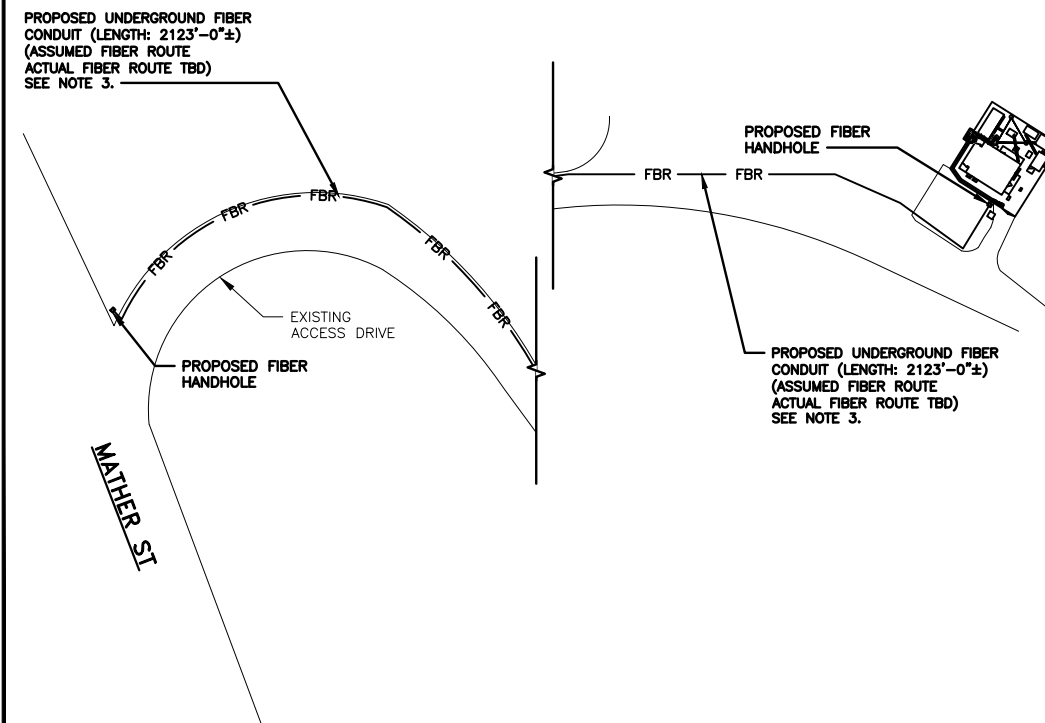 PROPOSED UNDERGROUND FIBER
CONDUIT (LENGTH: 2123'-0"±)
(ASSUMED FIBER ROUTE
ACTUAL FIBER ROUTE TBD)
SEE NOTE 3.
FBR
FBR
FBR
FBR
FBR
EXISTING
ACCESS DRIVE
PROPOSED FIBER
HANDHOLE
MATHER ST
PROPOSED FIBER
HANDHOLE
FBR
FBR
PROPOSED UNDERGROUND FIBER
CONDUIT (LENGTH: 2123'-0"±)
(ASSUMED FIBER ROUTE
ACTUAL FIBER ROUTE TBD)
SEE NOTE 3.